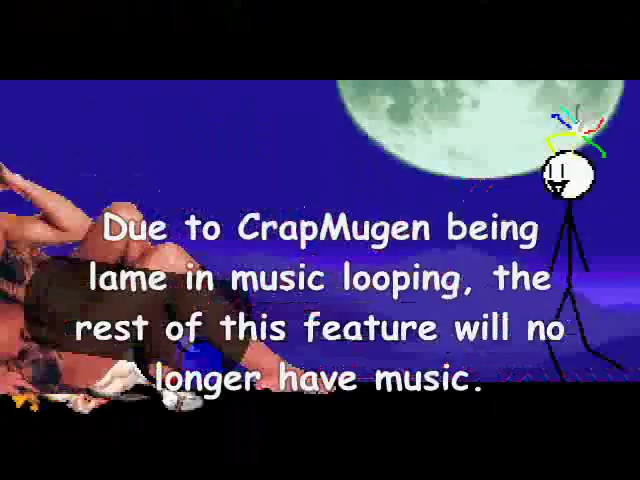 Due to CrapMugen being
lame in music looping, the
rest of this feature will no
longer have music.